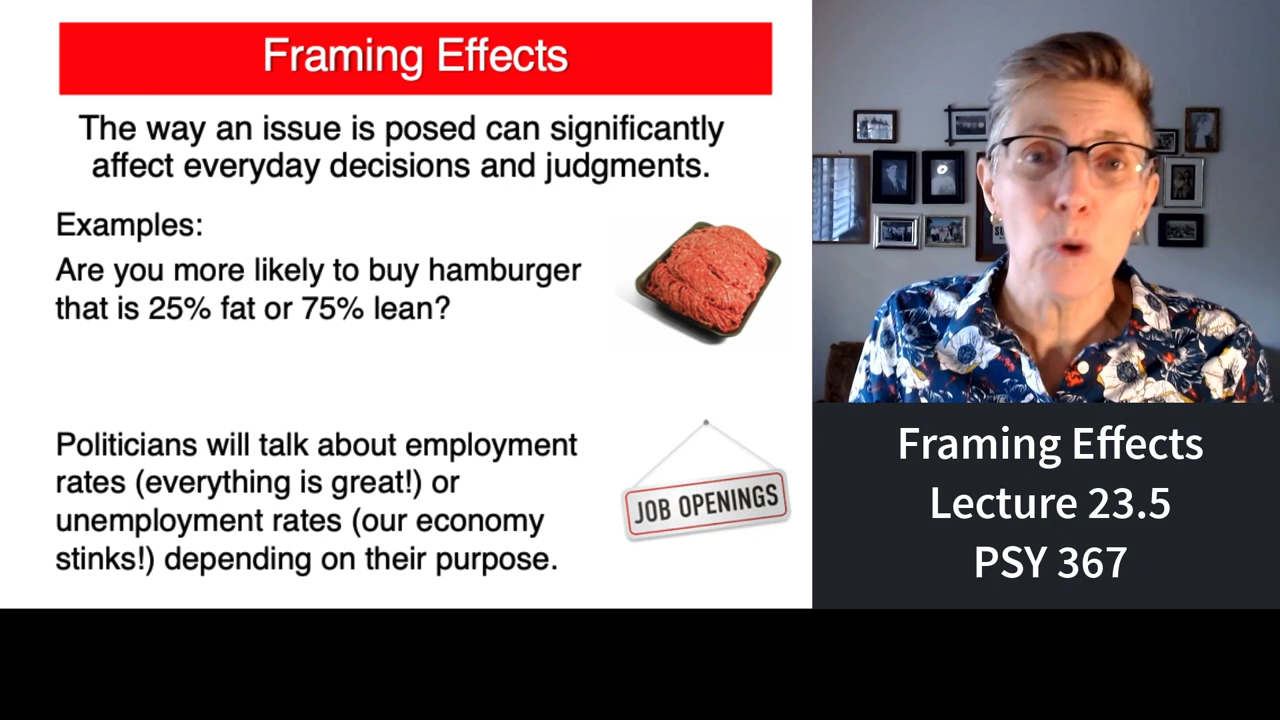 Framing Effects
The way an issue is posed can significantly
affect everyday decisions and judgments.
Examples:
Are you more likely to buy hamburger
that is 25% fat or 75% lean?
Politicians will talk about employment
rates (everything is great!) or
unemployment rates (our economy
stinks!) depending on their purpose.
JOB OPENINGS
Framing Effects
Lecture 23.5
PSY 367